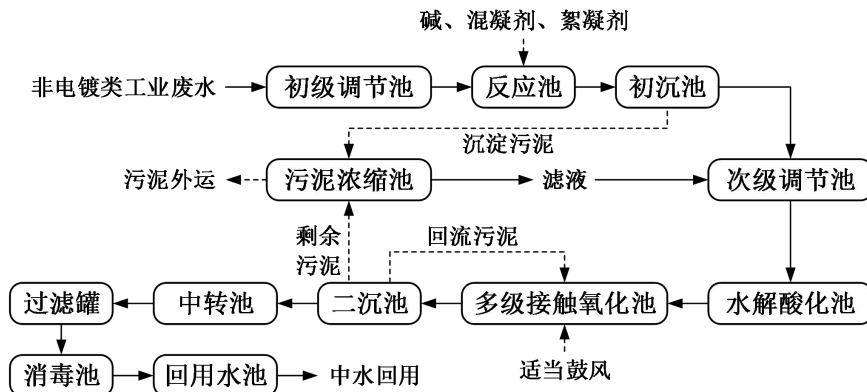 碱、混凝剂、絮凝剂
非电镀类工业废水
初级调节池
反应池
初沉池
沉淀污泥
污泥外运
污泥浓缩池
滤液
次级调节池
剩余
污泥
回流污泥
过滤罐
中转池
二沉池
多级接触氧化池
水解酸化池
适当鼓风
消毒池
回用水池
中水回用